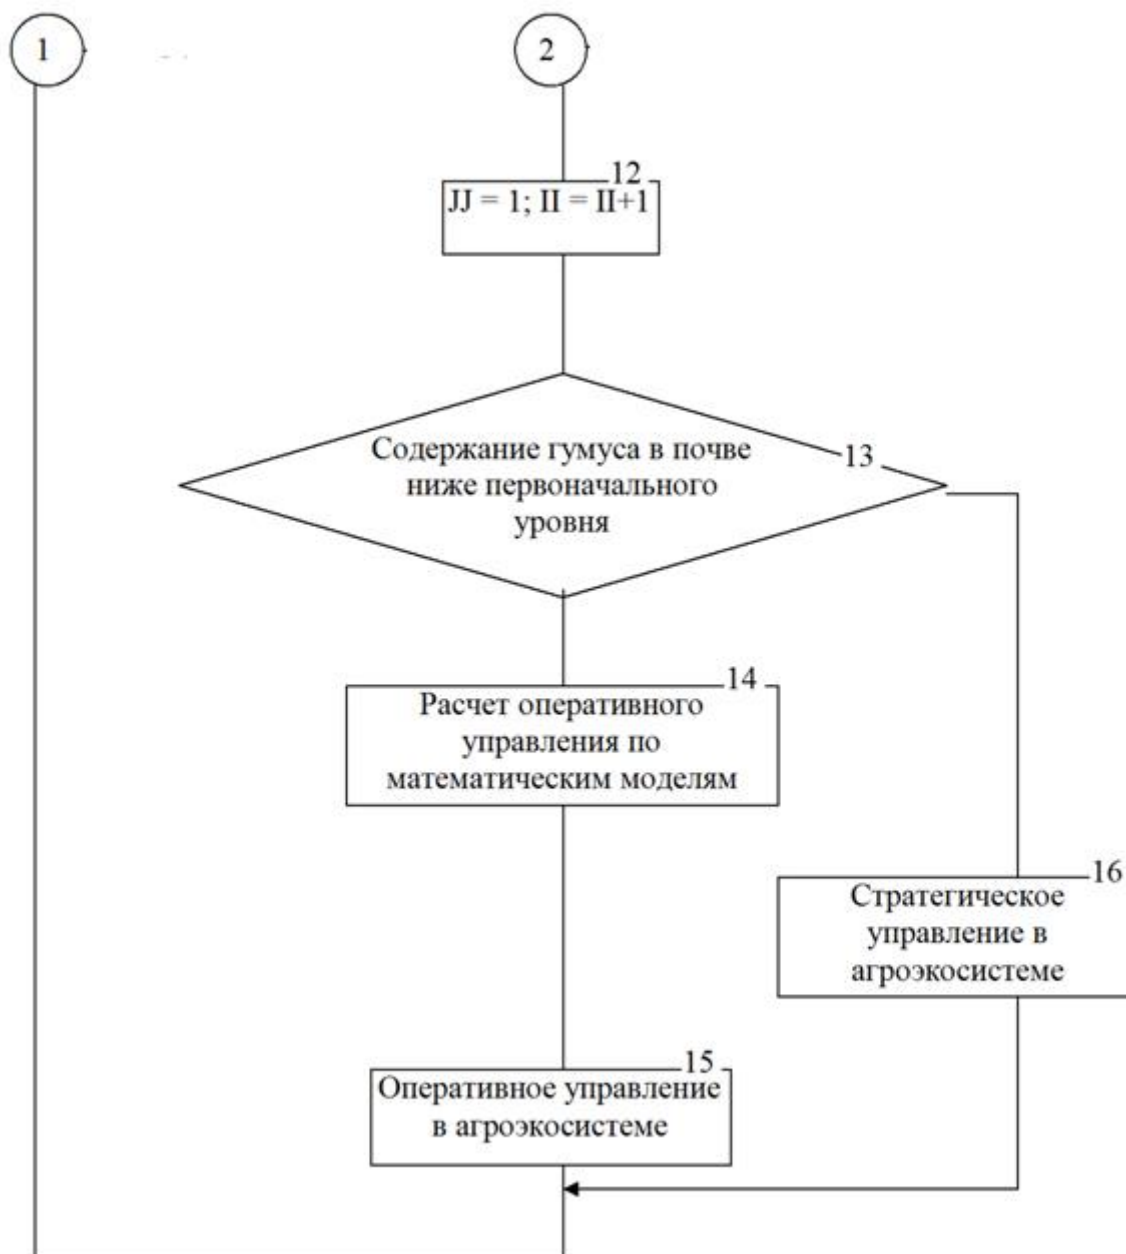 1
2
12
JJ = 1; II = II+1
Содержание гумуса в почве
13
ниже первоначального
уровня
14
Расчет оперативного
управления по
математическим моделям
16
Стратегическое
управление в
агроэкосистеме
15
Оперативное управление
в агроэкосистеме